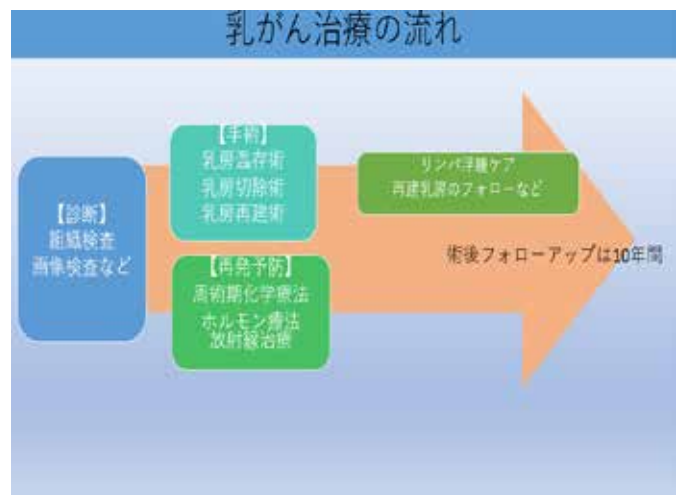 乳がん治療の流れ
【診断】
組織検査
画像検査など
【手術】
乳房温存術
乳房切除術
乳房再建術
【再発予防】
周術期化学療法
ホルモン療法
放射線治療
リンパ浮腫ケア
再建乳房のフォローなど
術後フォローアップは10年間